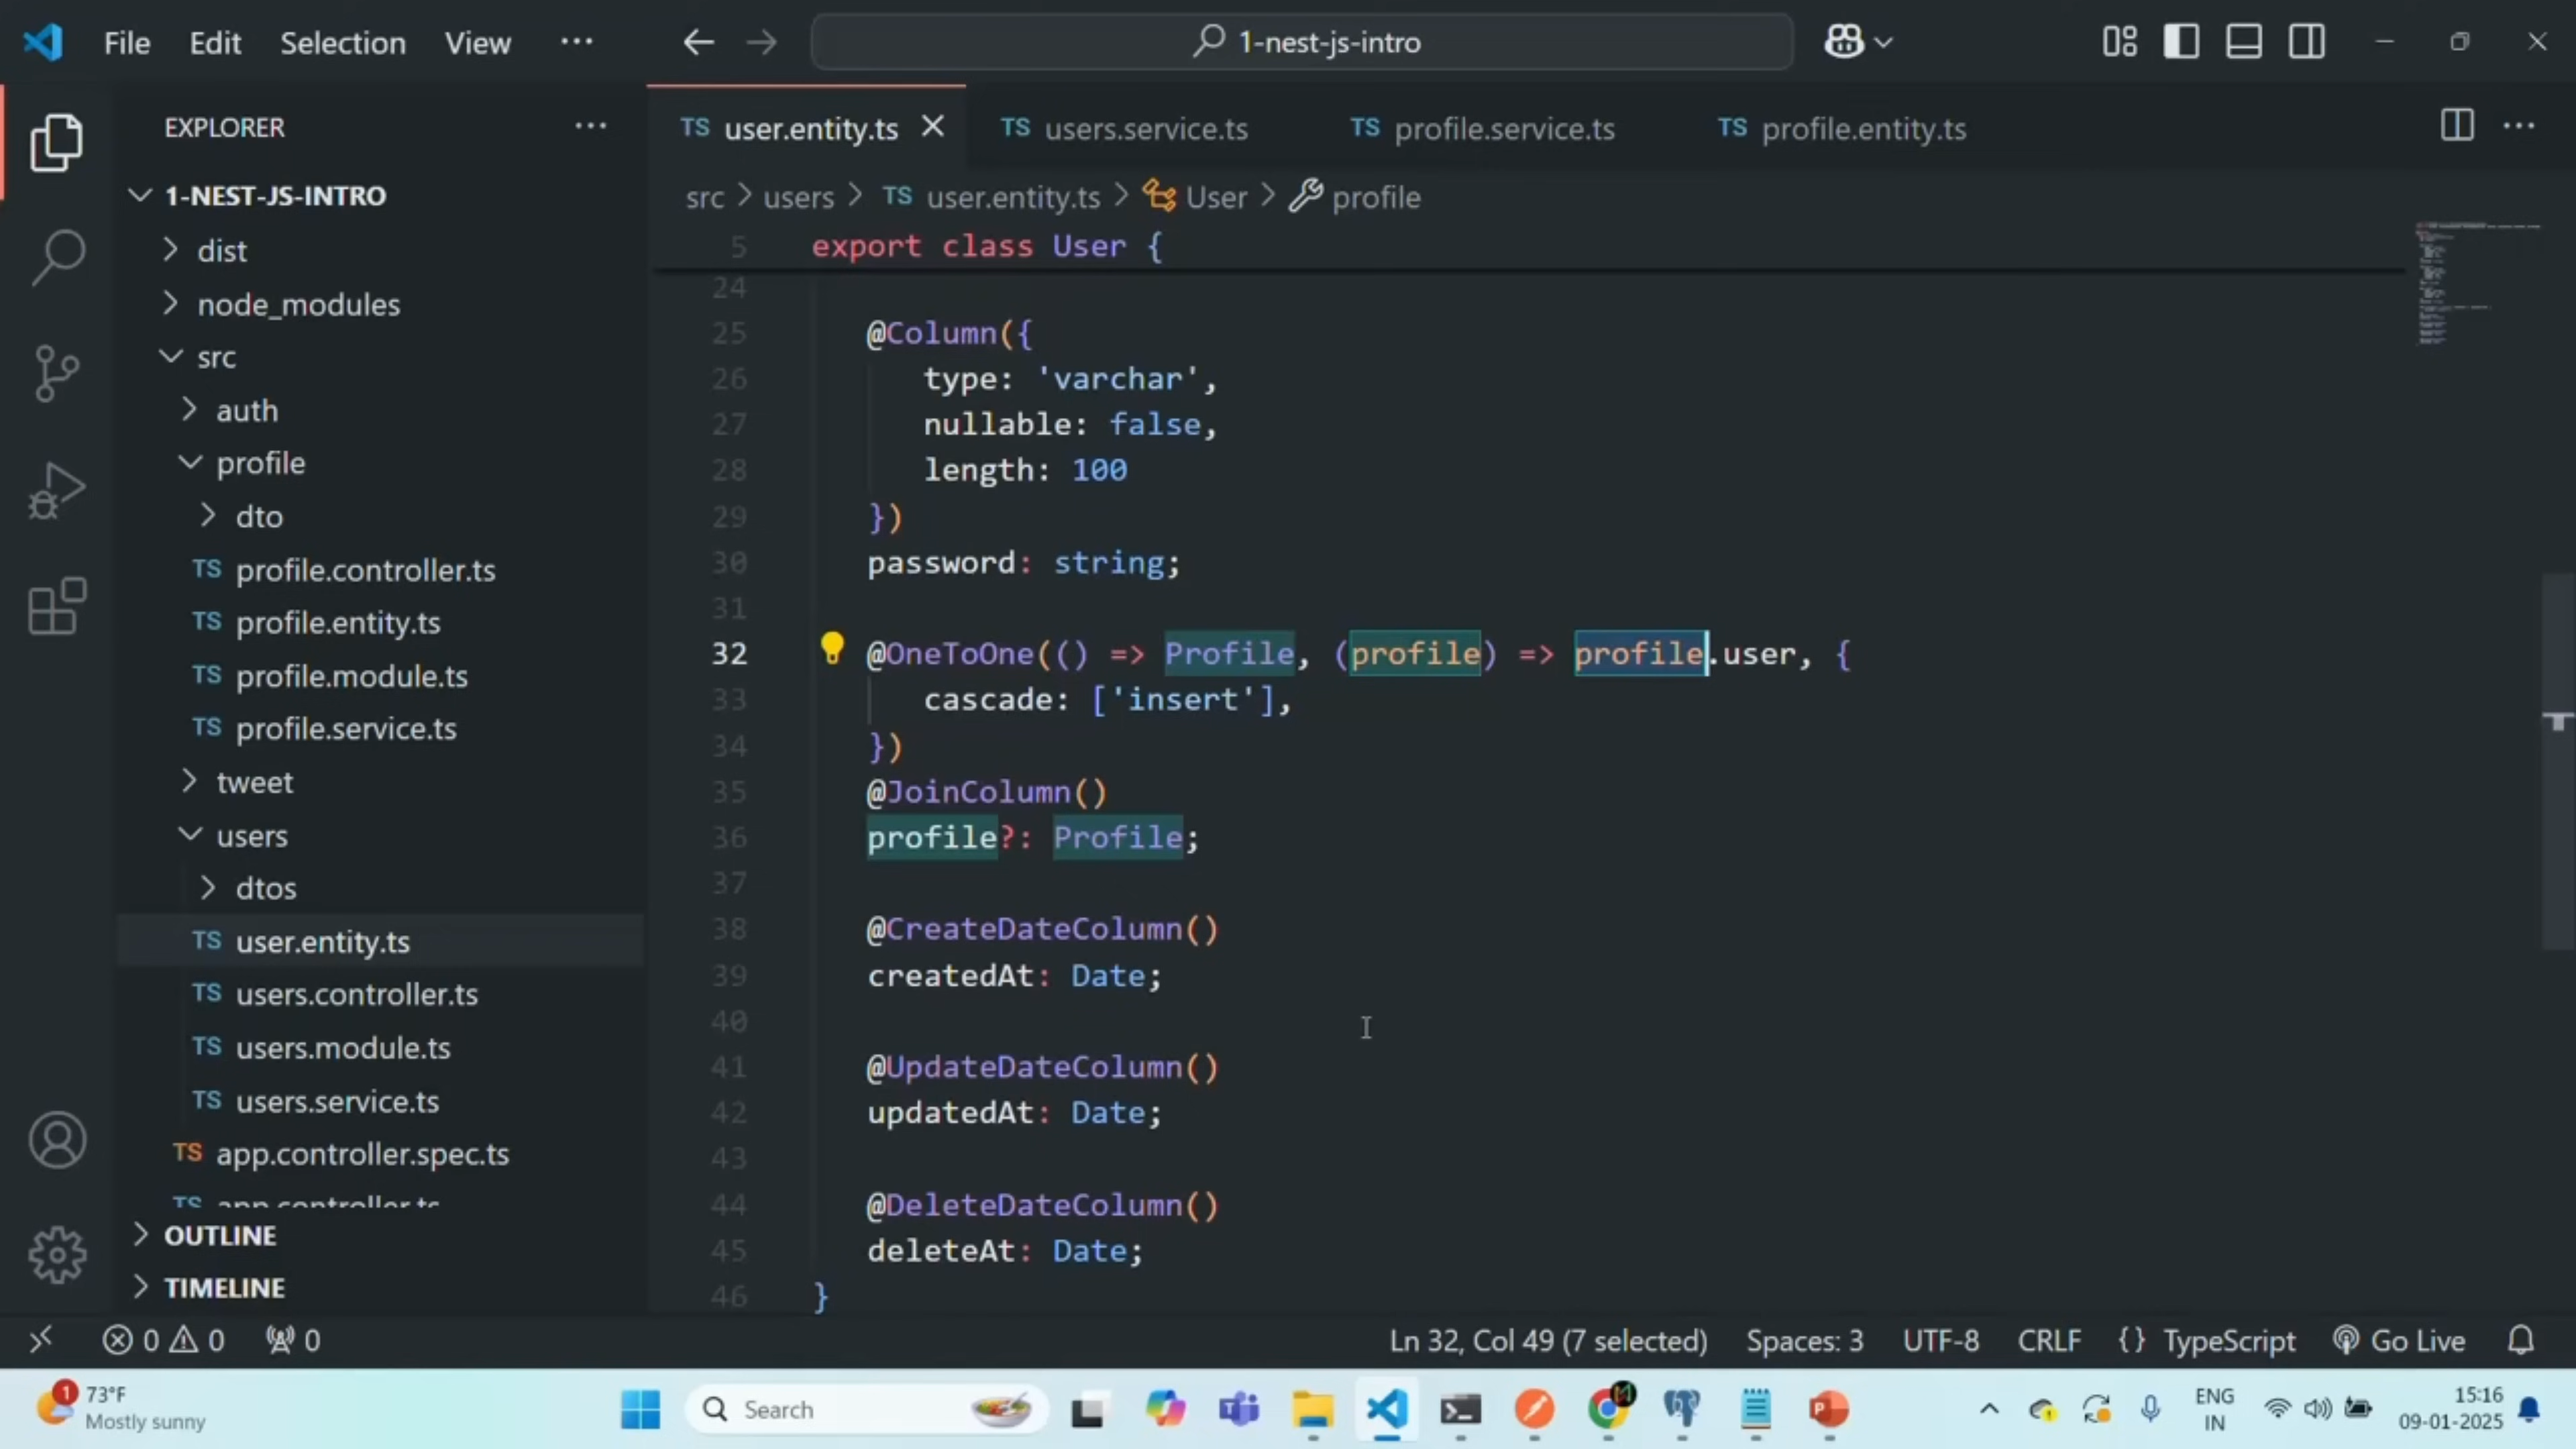 File Edit Selection View ···
1-nest-js-intro
EXPLORER
1-NEST-JS-INTRO
dist
node_modules
src
auth
profile
dto
TS profile.controller.ts
TS profile.entity.ts
TS profile.module.ts
TS profile.service.ts
tweet
users
dtos
TS user.entity.ts
TS users.controller.ts
TS users.module.ts
TS users.service.ts
TS app.controller.spec.ts
TS app.controller.ts
OUTLINE
TIMELINE
TS user.entity.ts TS users.service.ts TS profile.service.ts TS profile.entity.ts
src > users > TS user.entity.ts > User > profile
5 export class User {
24
25 @Column({
26 type: 'varchar',
27 nullable: false,
28 length: 100
29 })
30 password: string;
31
32 @OneToOne(() => Profile, (profile) => profile.user, {
33 cascade: ['insert'],
34 })
35 @JoinColumn()
36 profile?: Profile;
37
38 @CreateDateColumn()
39 createdAt: Date;
40
41 @UpdateDateColumn()
42 updatedAt: Date;
43
44 @DeleteDateColumn()
45 deleteAt: Date;
46 }
0 0 0 Ln 32, Col 49 (7 selected) Spaces: 3 UTF-8 CRLF {} TypeScript Go Live
1 73°F
Mostly sunny
Search
ENG
IN
15:16
09-01-2025